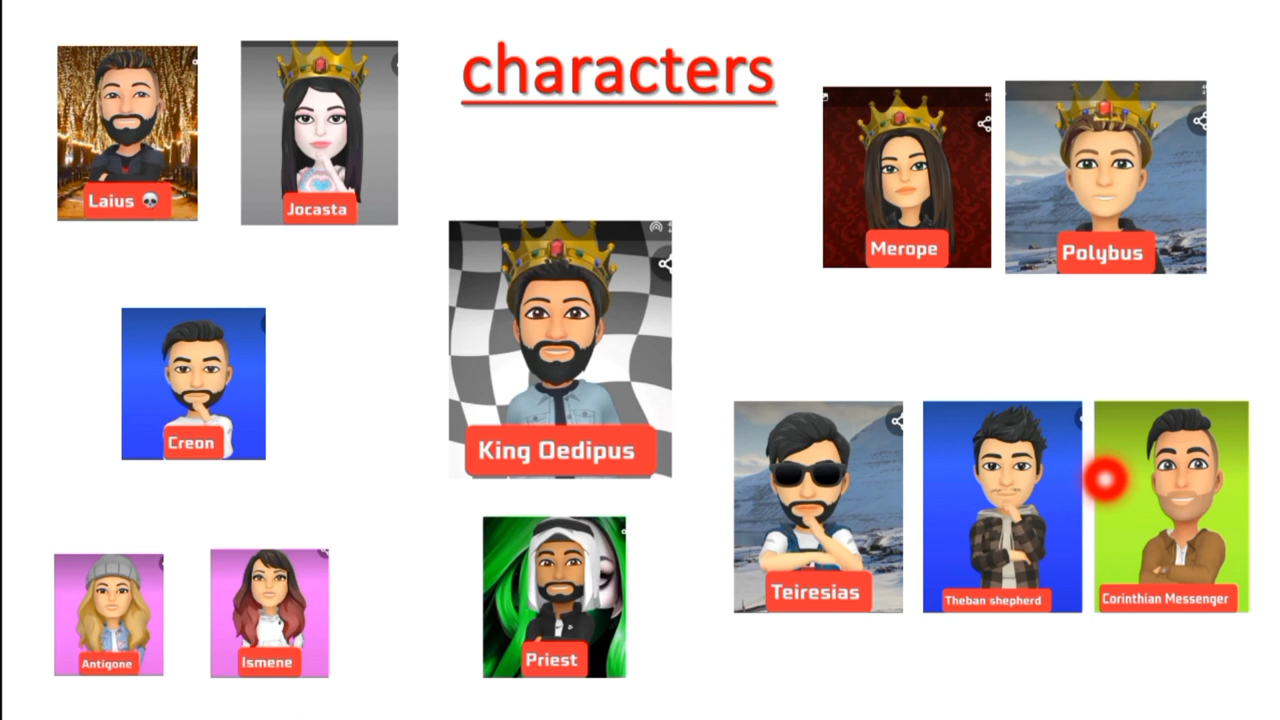 characters
Laius
Jocasta
Merope
Polybus
King Oedipus
Creon
Teiresias
Theban shepherd
Corinthian Messenger
Antigone
Ismene
Priest